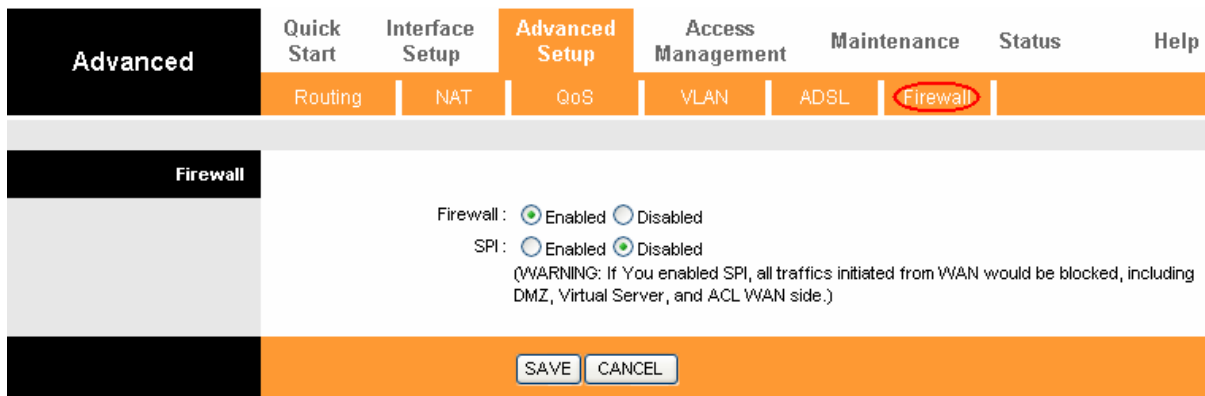 Advanced
Quick Start
Interface Setup
Advanced Setup
Access Management
Maintenance
Status
Help
Routing
NAT
QoS
VLAN
ADSL
Firewall
Firewall
Firewall : Enabled Disabled
SPI : Enabled Disabled
(WARNING: If You enabled SPI, all traffics initiated from WAN would be blocked, including
DMZ, Virtual Server, and ACL WAN side.)
SAVE CANCEL